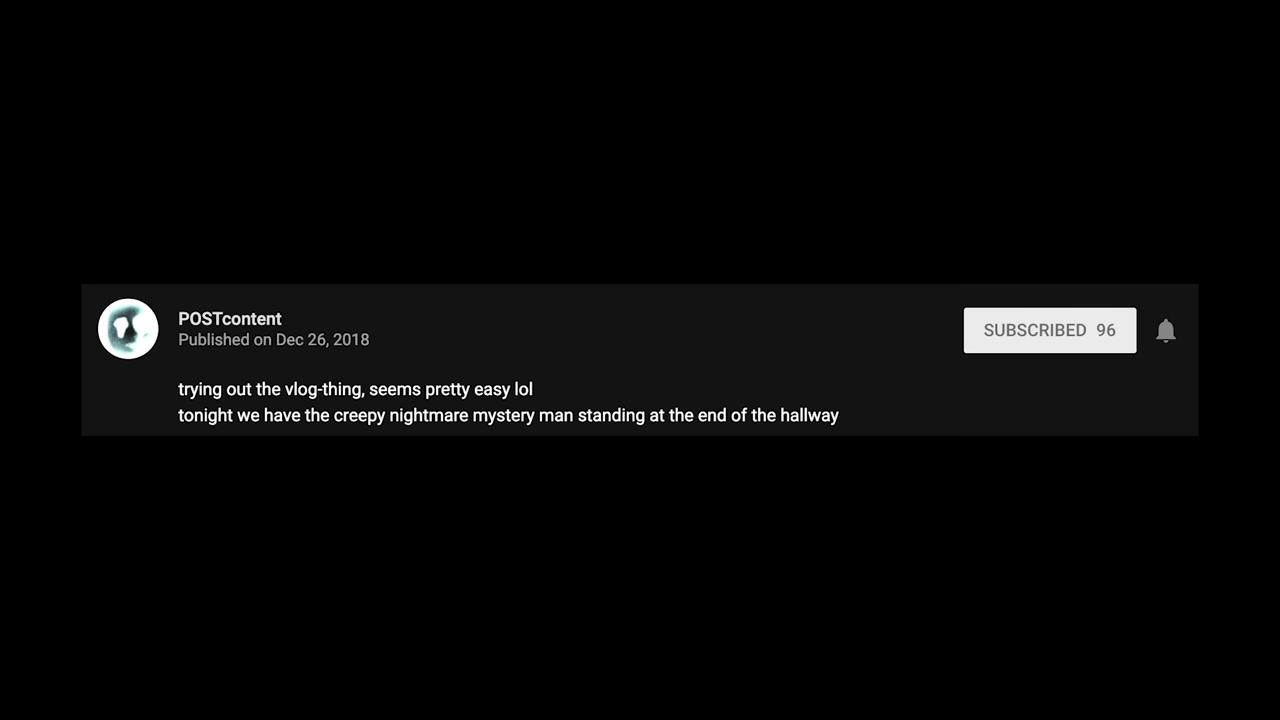 POSTcontent
Published on Dec 26, 2018
SUBSCRIBED 96
trying out the vlog-thing, seems pretty easy lol
tonight we have the creepy nightmare mystery man standing at the end of the hallway